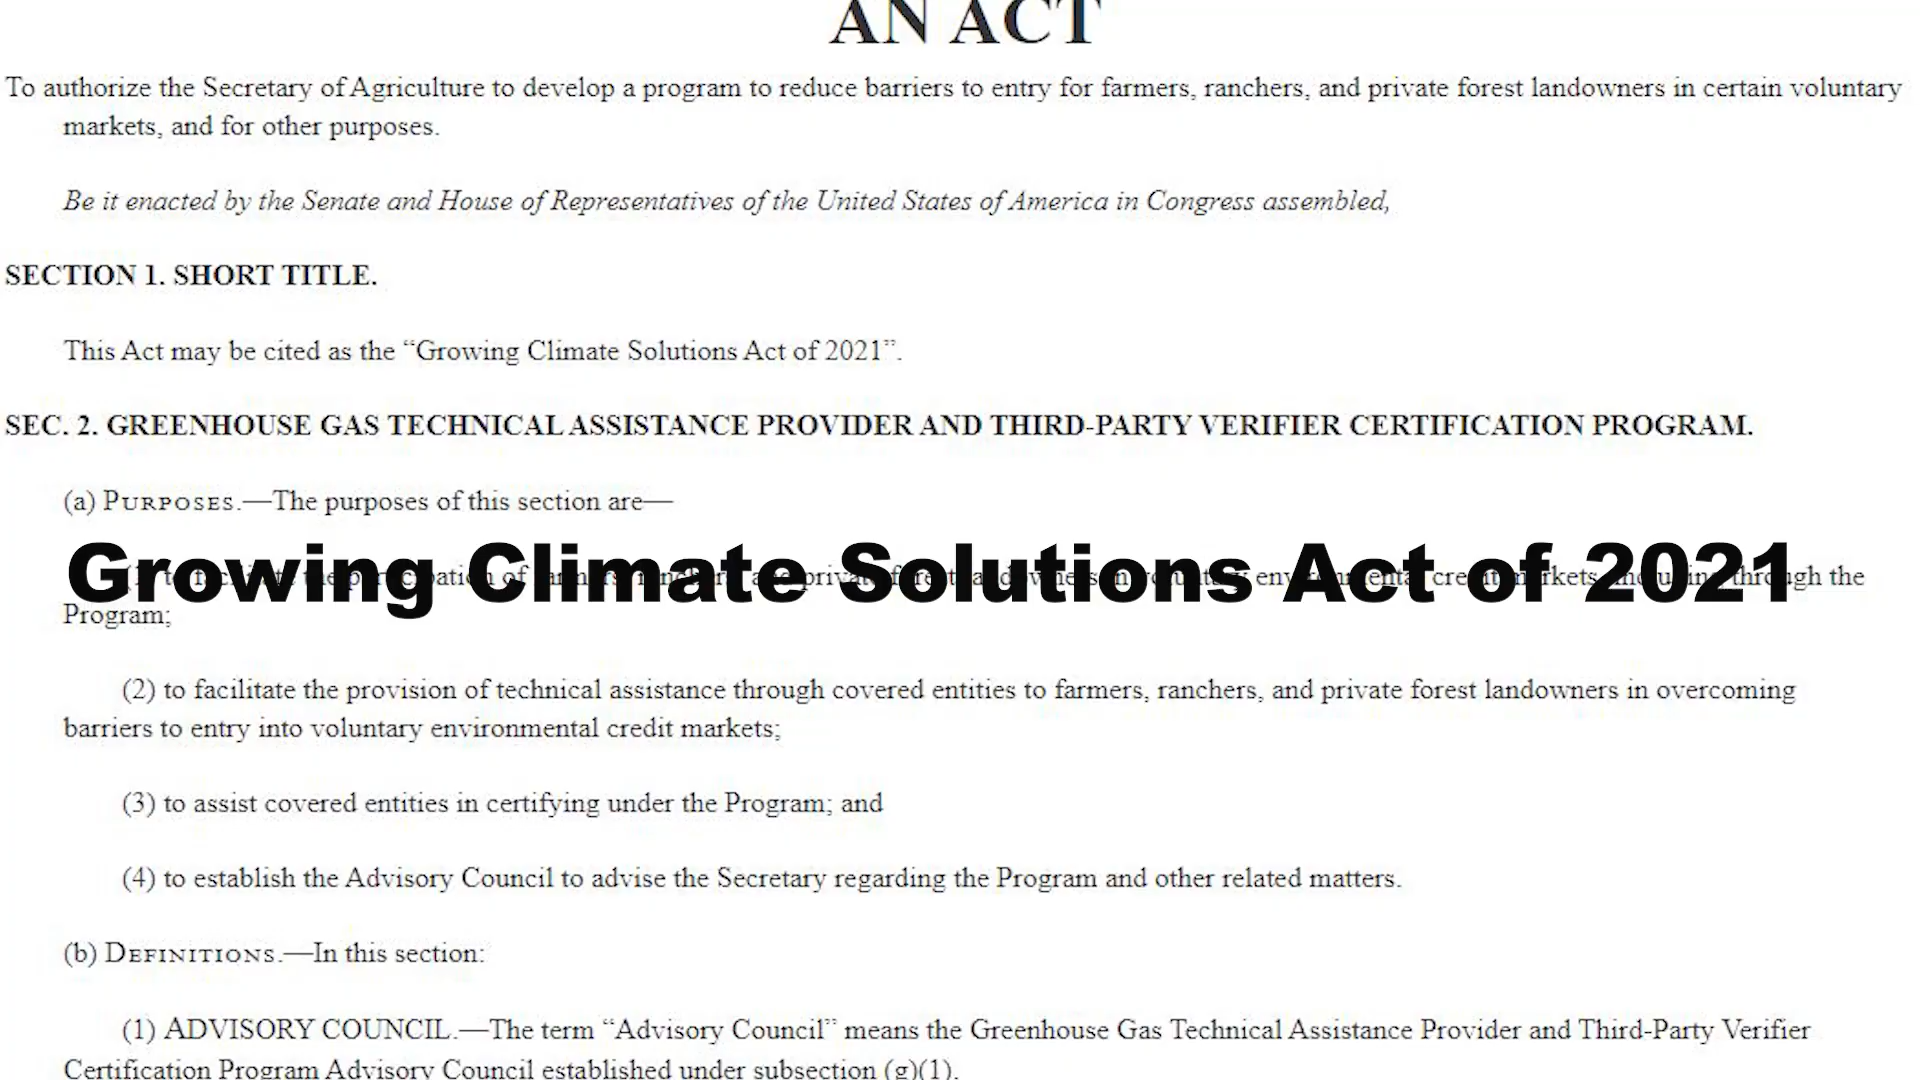 AN ACT
To authorize the Secretary of Agriculture to develop a program to reduce barriers to entry for farmers, ranchers, and private forest landowners in certain voluntary
markets, and for other purposes.
Be it enacted by the Senate and House of Representatives of the United States of America in Congress assembled,
SECTION 1. SHORT TITLE.
This Act may be cited as the “Growing Climate Solutions Act of 2021”.
SEC. 2. GREENHOUSE GAS TECHNICAL ASSISTANCE PROVIDER AND THIRD-PARTY VERIFIER CERTIFICATION PROGRAM.
(a) PURPOSES.—The purposes of this section are—
Growing Climate Solutions Act of 2021
through the
Program;
(2) to facilitate the provision of technical assistance through covered entities to farmers, ranchers, and private forest landowners in overcoming
barriers to entry into voluntary environmental credit markets;
(3) to assist covered entities in certifying under the Program; and
(4) to establish the Advisory Council to advise the Secretary regarding the Program and other related matters.
(b) DEFINITIONS.—In this section:
(1) ADVISORY COUNCIL.—The term “Advisory Council” means the Greenhouse Gas Technical Assistance Provider and Third-Party Verifier
Certification Program Advisory Council established under subsection (g)(1).